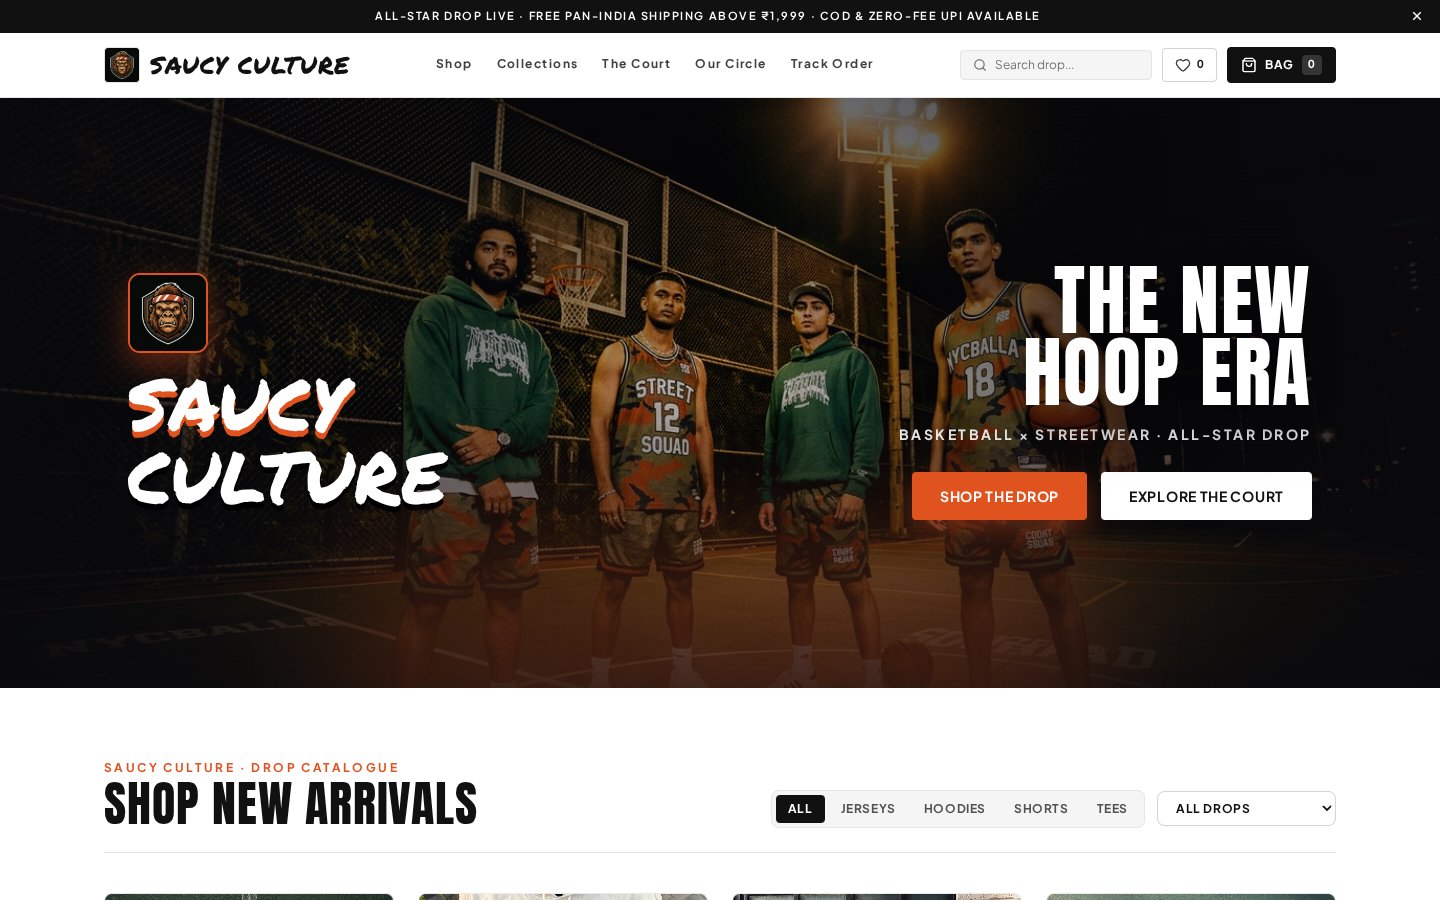 ALL-STAR DROP LIVE · FREE PAN-INDIA SHIPPING ABOVE ₹1,999 · COD & ZERO-FEE UPI AVAILABLE ✕
SAUCY CULTURE
Shop Collections The Court Our Circle Track Order
Search drop...
0
BAG 0
SAUCY
CULTURE
STREET
12
SQUAD
NYCBALLA
18
THE NEW
HOOP ERA
BASKETBALL × STREETWEAR · ALL-STAR DROP
SHOP THE DROP
EXPLORE THE COURT
COURT
SQUAD
NYCBALLA
SAUCY CULTURE · DROP CATALOGUE
SHOP NEW ARRIVALS
ALL JERSEYS HOODIES SHORTS TEES
ALL DROPS